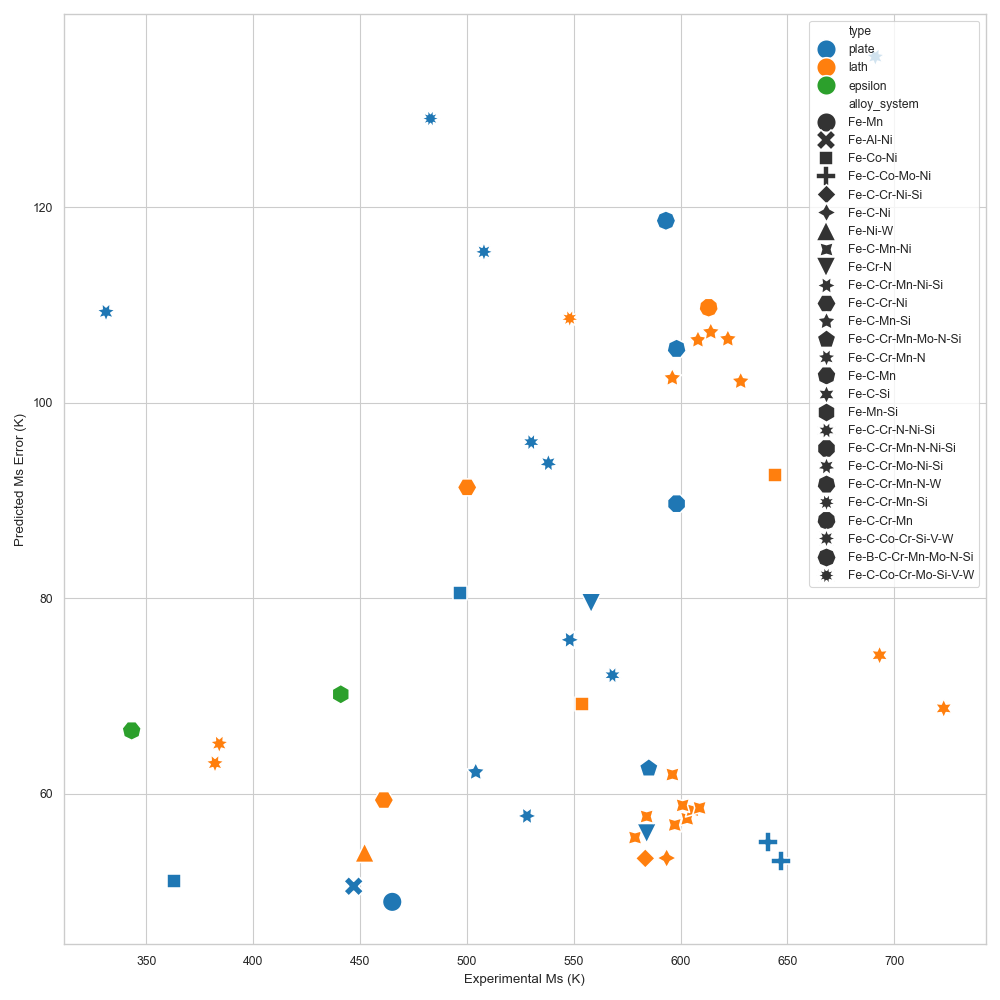 type
plate
lath
epsilon
alloy_system
Fe-Mn
Fe-Al-Ni
Fe-Co-Ni
Fe-C-Co-Mo-Ni
Fe-C-Cr-Ni-Si
Fe-C-Ni
Fe-Ni-W
Fe-C-Mn-Ni
Fe-Cr-N
Fe-C-Cr-Mn-Ni-Si
Fe-C-Cr-Ni
Fe-C-Mn-Si
Fe-C-Cr-Mn-Mo-N-Si
Fe-C-Cr-Mn-N
Fe-C-Mn
Fe-C-Si
Fe-Mn-Si
Fe-C-Cr-N-Ni-Si
Fe-C-Cr-Mn-N-Ni-Si
Fe-C-Cr-Mo-Ni-Si
Fe-C-Cr-Mn-N-W
Fe-C-Cr-Mn-Si
Fe-C-Cr-Mn
Fe-C-Co-Cr-Si-V-W
Fe-B-C-Cr-Mn-Mo-N-Si
Fe-C-Co-Cr-Mo-Si-V-W
120
100
80
60
Predicted Ms Error (K)
350 400 450 500 550 600 650 700
Experimental Ms (K)